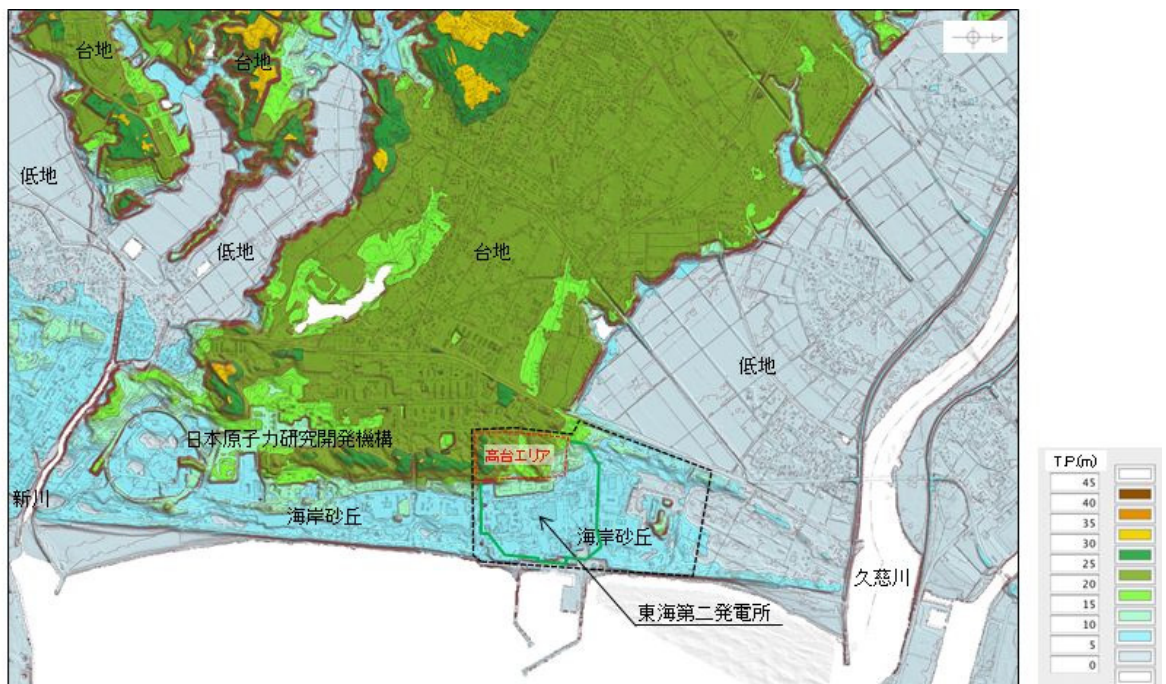 台地
台地
低地
低地
台地
低地
日本原子力研究開発機構
高台エリア
新川
海岸砂丘
海岸砂丘
久慈川
東海第二発電所
T.P.(m)
45
40
35
30
25
20
15
10
5
0